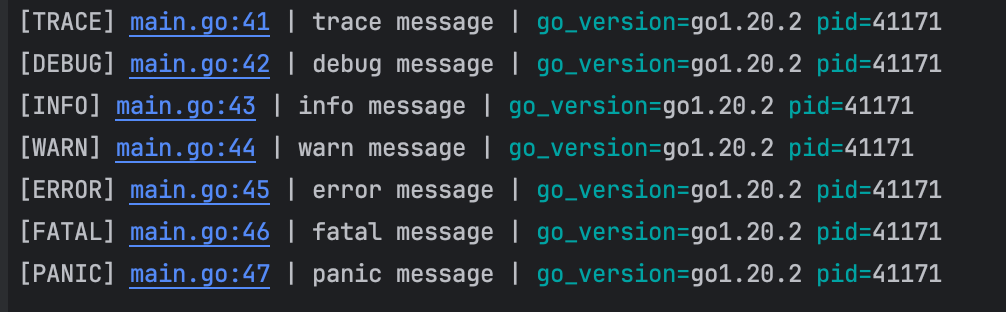 [TRACE] main.go:41 | trace message | go_version=go1.20.2 pid=41171
[DEBUG] main.go:42 | debug message | go_version=go1.20.2 pid=41171
[INFO] main.go:43 | info message | go_version=go1.20.2 pid=41171
[WARN] main.go:44 | warn message | go_version=go1.20.2 pid=41171
[ERROR] main.go:45 | error message | go_version=go1.20.2 pid=41171
[FATAL] main.go:46 | fatal message | go_version=go1.20.2 pid=41171
[PANIC] main.go:47 | panic message | go_version=go1.20.2 pid=41171